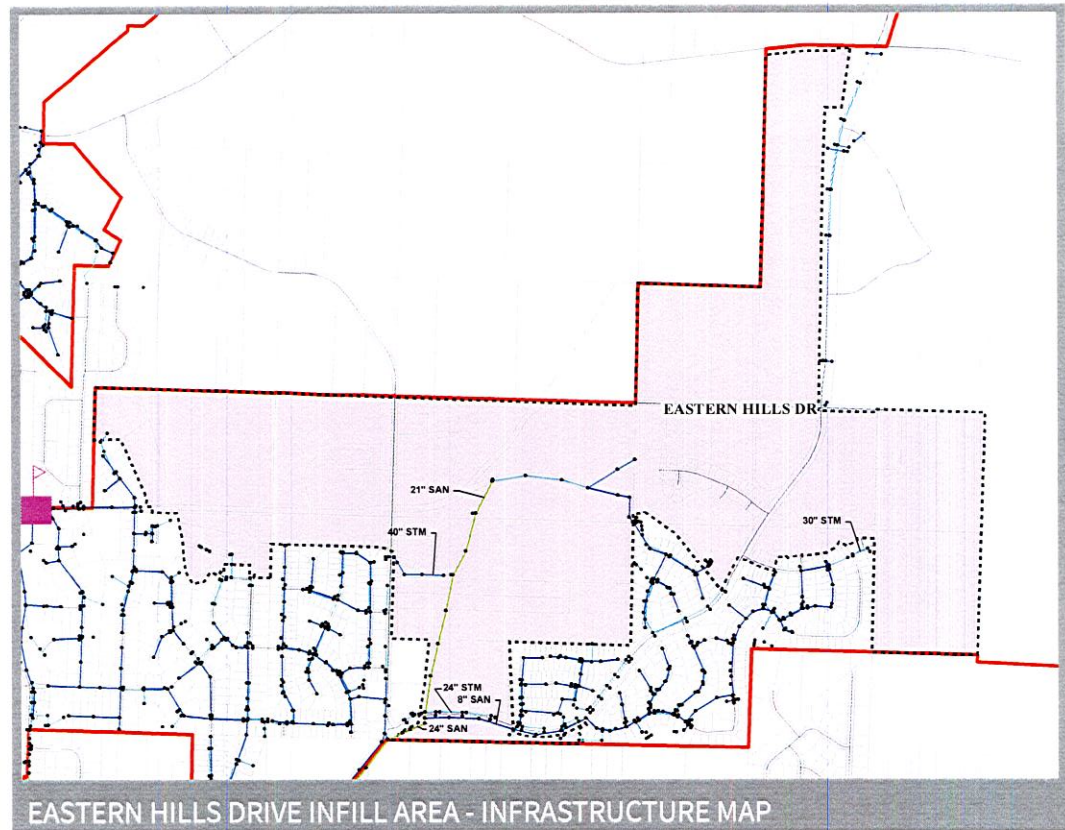 EASTERN HILLS DR
21" SAN
30" STM
40" STM
24" STM
8" SAN
24" SAN
EASTERN HILLS DRIVE INFILL AREA - INFRASTRUCTURE MAP